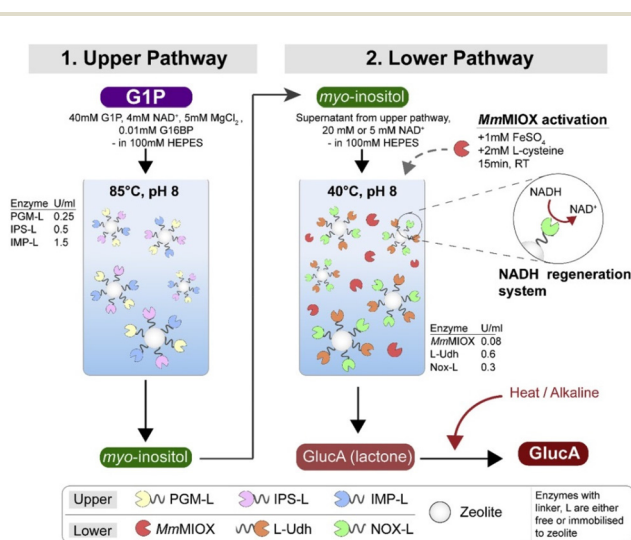 1. Upper Pathway
G1P
40mM G1P, 4mM NAD⁺, 5mM MgCl₂,
0.01mM G16BP
- in 100mM HEPES
85°C, pH 8
Enzyme U/ml
PGM-L 0.25
IPS-L 0.5
IMP-L 1.5
myo-inositol
2. Lower Pathway
myo-inositol
Supernatant from upper pathway,
20 mM or 5 mM NAD⁺
- in 100mM HEPES
MmMIOX activation
+1mM FeSO₄
+2mM L-cysteine
15min, RT
40°C, pH 8
NADH
NAD⁺
NADH regeneration
system
Enzyme U/ml
MmMIOX 0.08
L-Udh 0.6
Nox-L 0.3
Heat / Alkaline
GlucA (lactone)
GlucA
Upper PGM-L IPS-L IMP-L
Lower MmMIOX L-Udh NOX-L
Zeolite
Enzymes with
linker, L are either
free or immobilised
to zeolite